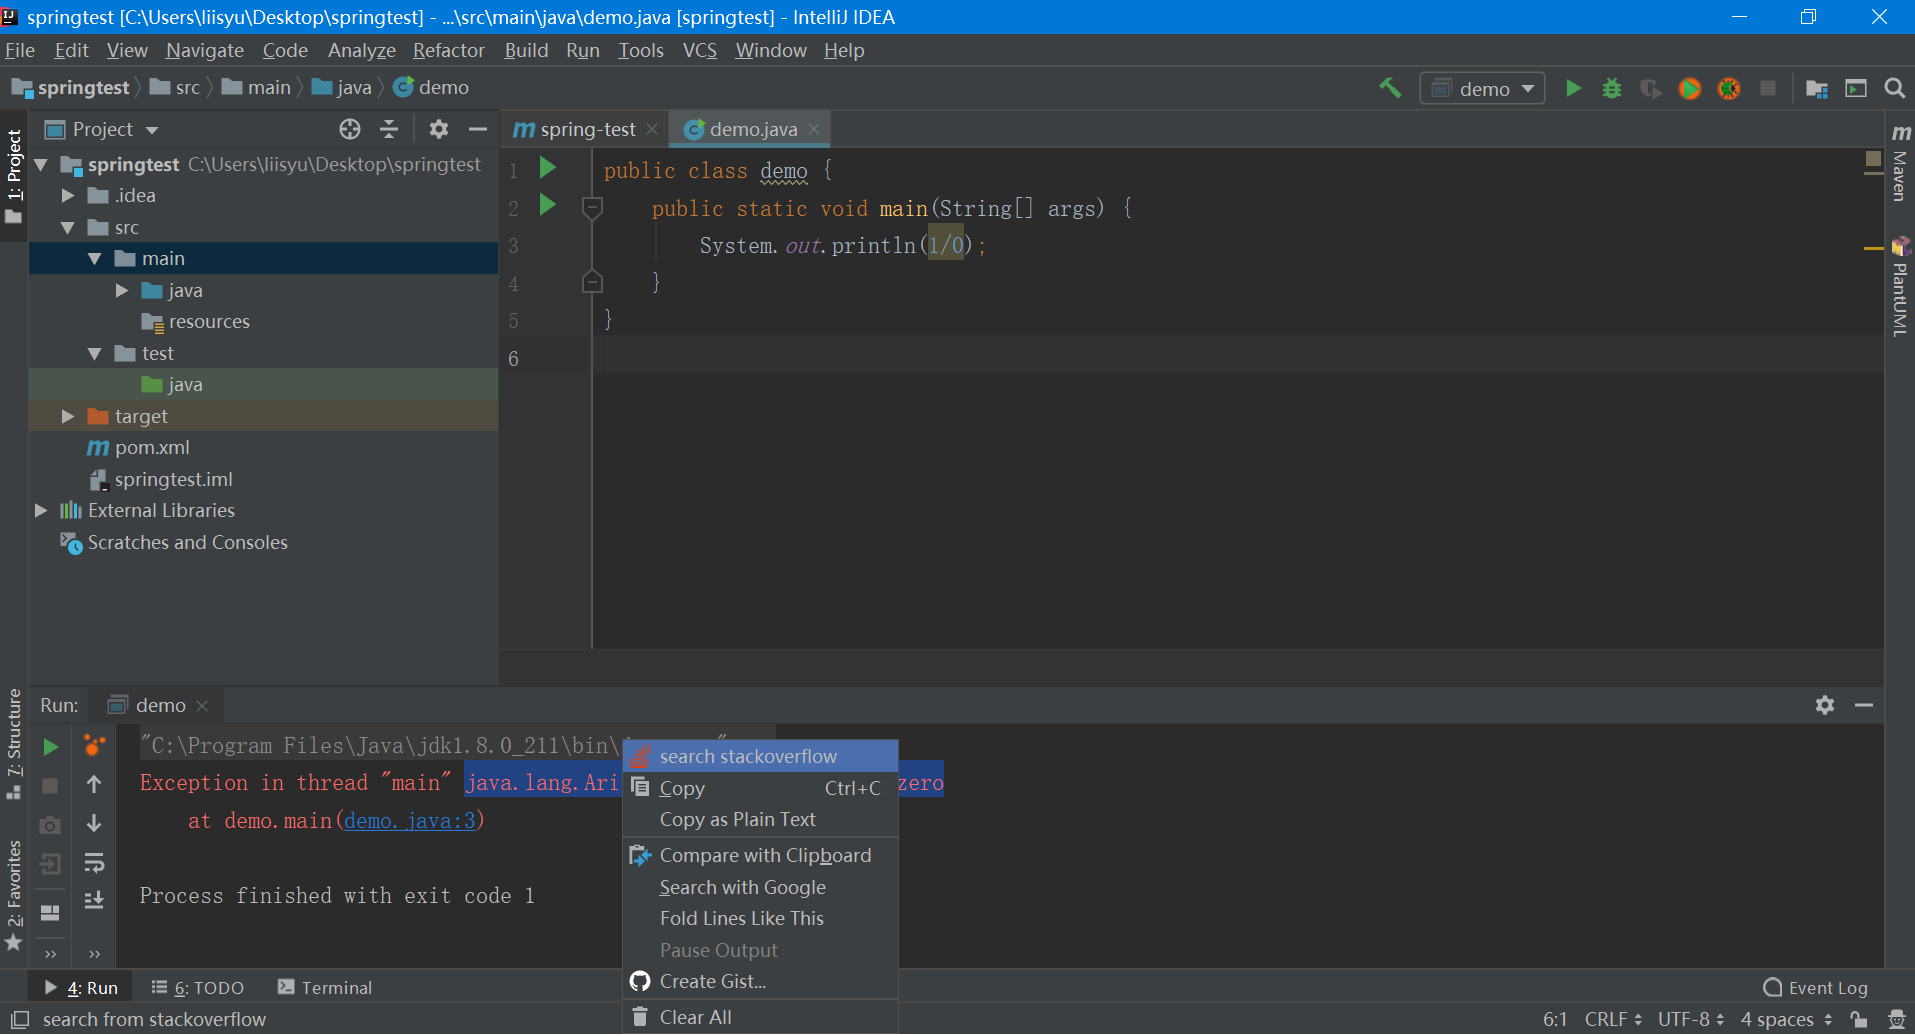 springtest [C:\Users\liisyu\Desktop\springtest] - ...\src\main\java\demo.java [springtest] - IntelliJ IDEA
File Edit View Navigate Code Analyze Refactor Build Run Tools VCS Window Help
springtest src main java demo
demo
1: Project
7: Structure
2: Favorites
Project
springtest C:\Users\liisyu\Desktop\springtest
.idea
src
main
java
resources
test
java
target
pom.xml
springtest.iml
External Libraries
Scratches and Consoles
spring-test demo.java
1 public class demo {
2 public static void main(String[] args) {
3 System.out.println(1/0);
4 }
5 }
6
Maven
PlantUML
Run: demo
"C:\Program Files\Java\jdk1.8.0_211\bin\
Exception in thread "main" java.lang.Ari zero
at demo.main(demo.java:3)
Process finished with exit code 1
search stackoverflow
Copy Ctrl+C
Copy as Plain Text
Compare with Clipboard
Search with Google
Fold Lines Like This
Pause Output
Create Gist...
Clear All
4: Run 6: TODO Terminal Event Log
search from stackoverflow 6:1 CRLF UTF-8 4 spaces